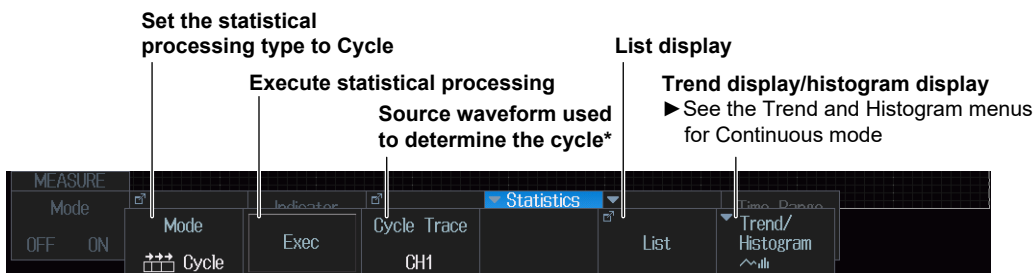 Set the statistical
processing type to Cycle
List display
Execute statistical processing
Trend display/histogram display
Source waveform used
to determine the cycle*
►See the Trend and Histogram menus
for Continuous mode
MEASURE
Mode
OFF ON
Indicator
Statistics
Time Range
Mode
Cycle
Exec
Cycle Trace
CH1
List
Trend/
Histogram